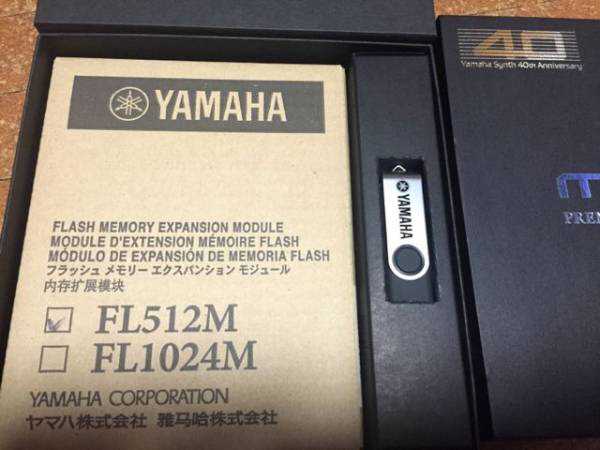 YAMAHA
FLASH MEMORY EXPANSION MODULE
MODULE D'EXTENSION MÉMOIRE FLASH
MÓDULO DE EXPANSIÓN DE MEMORIA FLASH
フラッシュ メモリー エクスパンション モジュール
内存扩展模块
FL512M
FL1024M
YAMAHA CORPORATION
ヤマハ株式会社 雅马哈株式会社
YAMAHA
40
Yamaha Synth 40th Anniversary